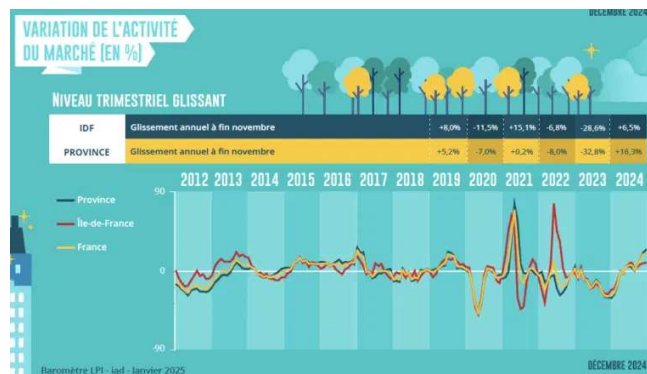 DÉCEMBRE 2024
VARIATION DE L'ACTIVITÉ
DU MARCHÉ (EN %)
NIVEAU TRIMESTRIEL GLISSANT
IDF Glissement annuel à fin novembre +8,0% -11,5% +15,1% -6,8% -28,6% +6,5%
PROVINCE Glissement annuel à fin novembre +5,2% -7,0% +0,2% -8,0% -32,8% +16,3%
2012 2013 2014 2015 2016 2017 2018 2019 2020 2021 2022 2023 2024
90
Province
Île-de-France
France
0
-90
Baromètre LPI - iad - Janvier 2025
DÉCEMBRE 2024